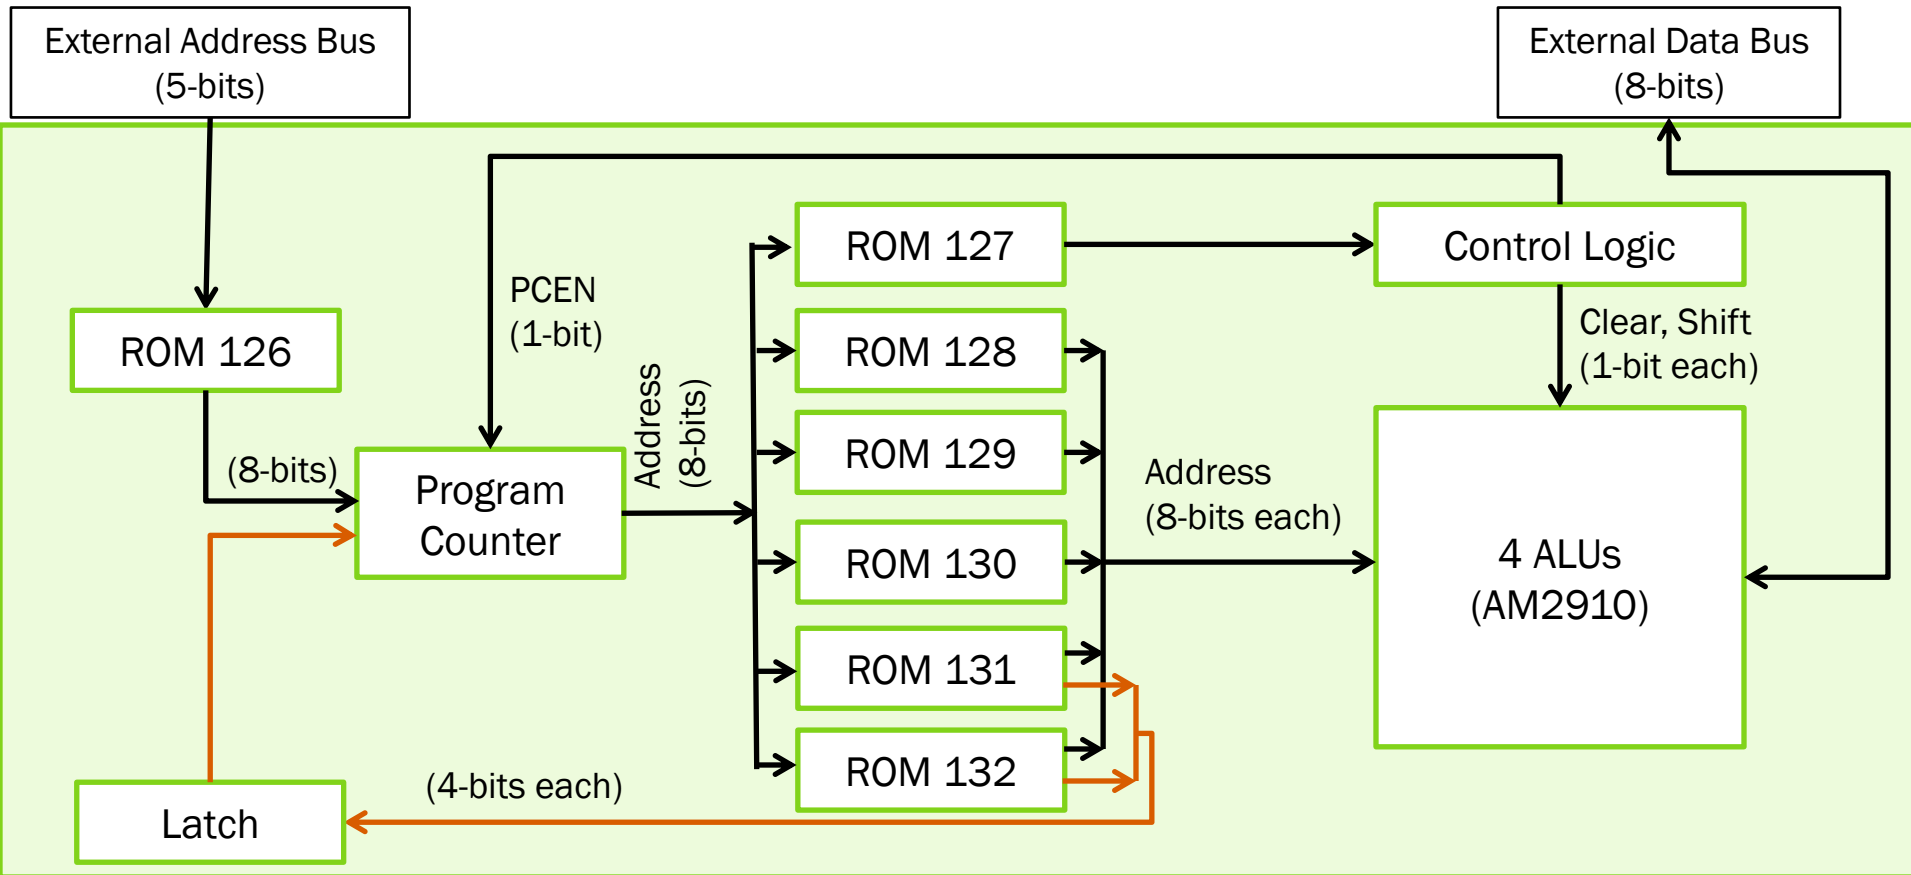 External Address Bus
(5-bits)
External Data Bus
(8-bits)
ROM 127
Control Logic
PCEN
(1-bit)
ROM 126
ROM 128
Clear, Shift
(1-bit each)
Address
(8-bits)
(8-bits)
ROM 129
Program
Counter
Address
(8-bits each)
ROM 130
4 ALUs
(AM2910)
ROM 131
ROM 132
(4-bits each)
Latch